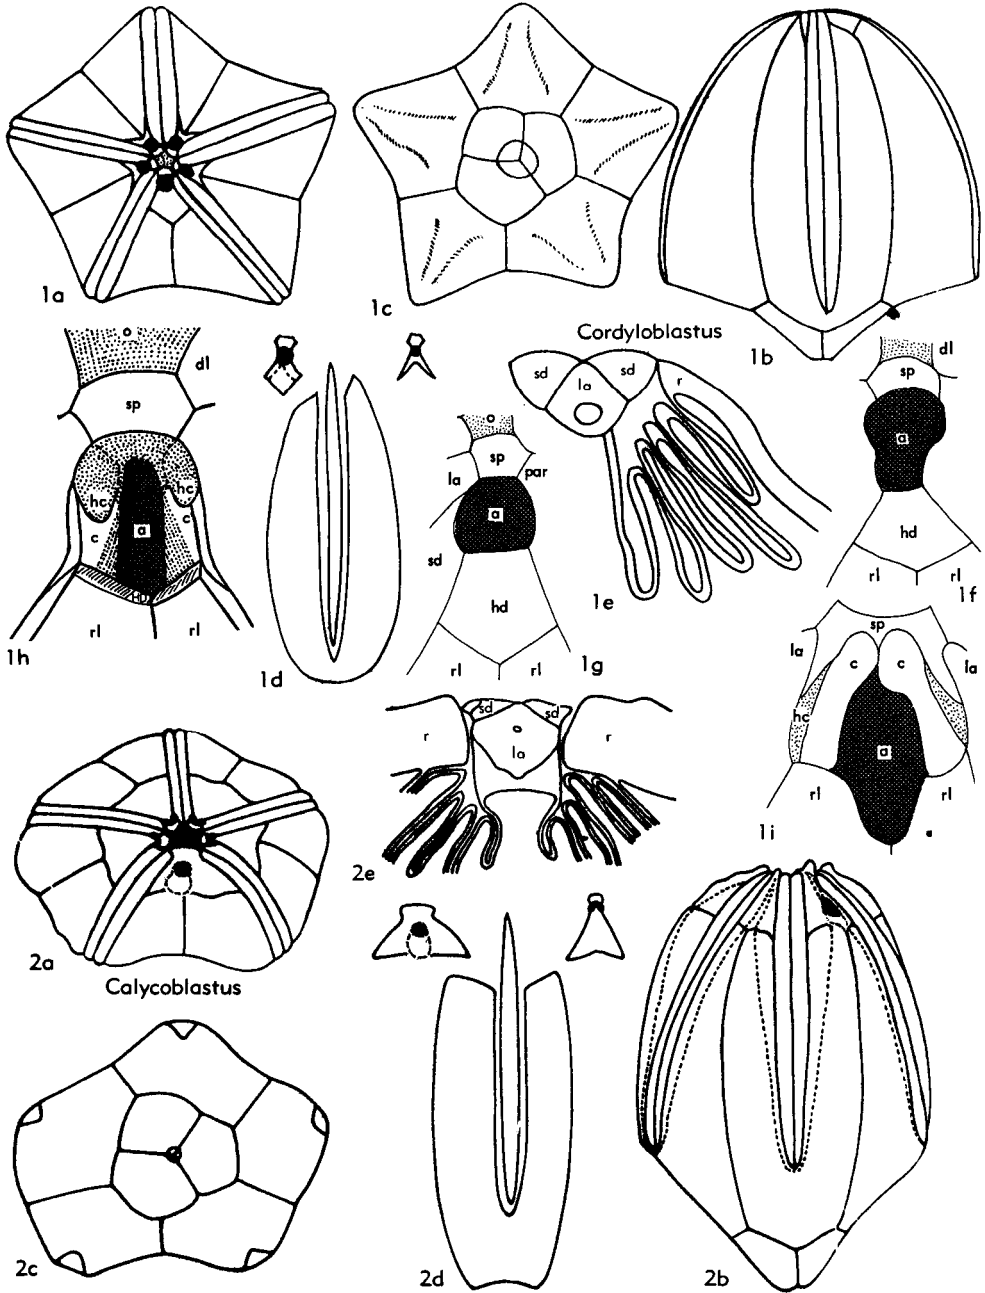 1a
1c
1b
Cordyloblastus
o
dl
sp
hc
hc
c
c
a
HD
rl
rl
1h
1d
o
sp
la
par
a
sd
hd
rl
rl
1g
sd
sd
la
r
1e
dl
sp
a
hd
rl
rl
1f
sp
la
la
c
c
hc
a
rl
rl
1i
2a
Calycoblastus
sd
sd
r
la
r
2e
2c
2d
2b